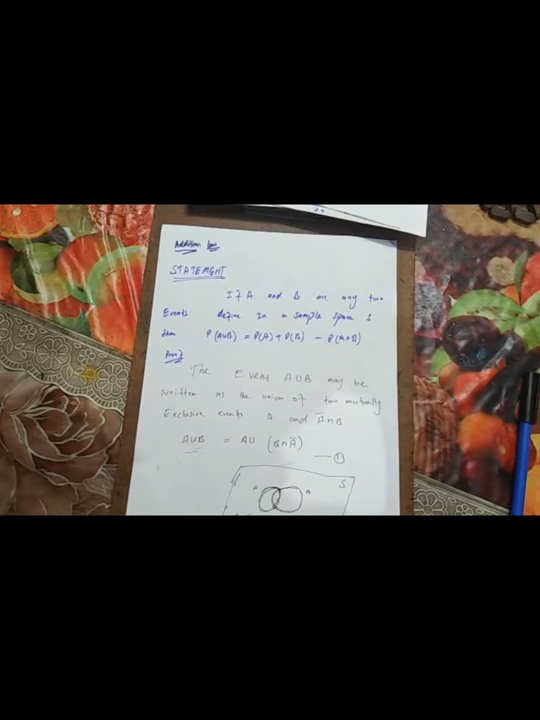 Addition law
STATEMENT
If A and B are any two
Events define in a sample space S
then P(AUB) = P(A) + P(B) - P(A∩B)
Proof
The Event AUB may be
written as the union of two mutually
Exclusive events and A̅∩B
AUB = AU (B∩A̅) —①
S
A B